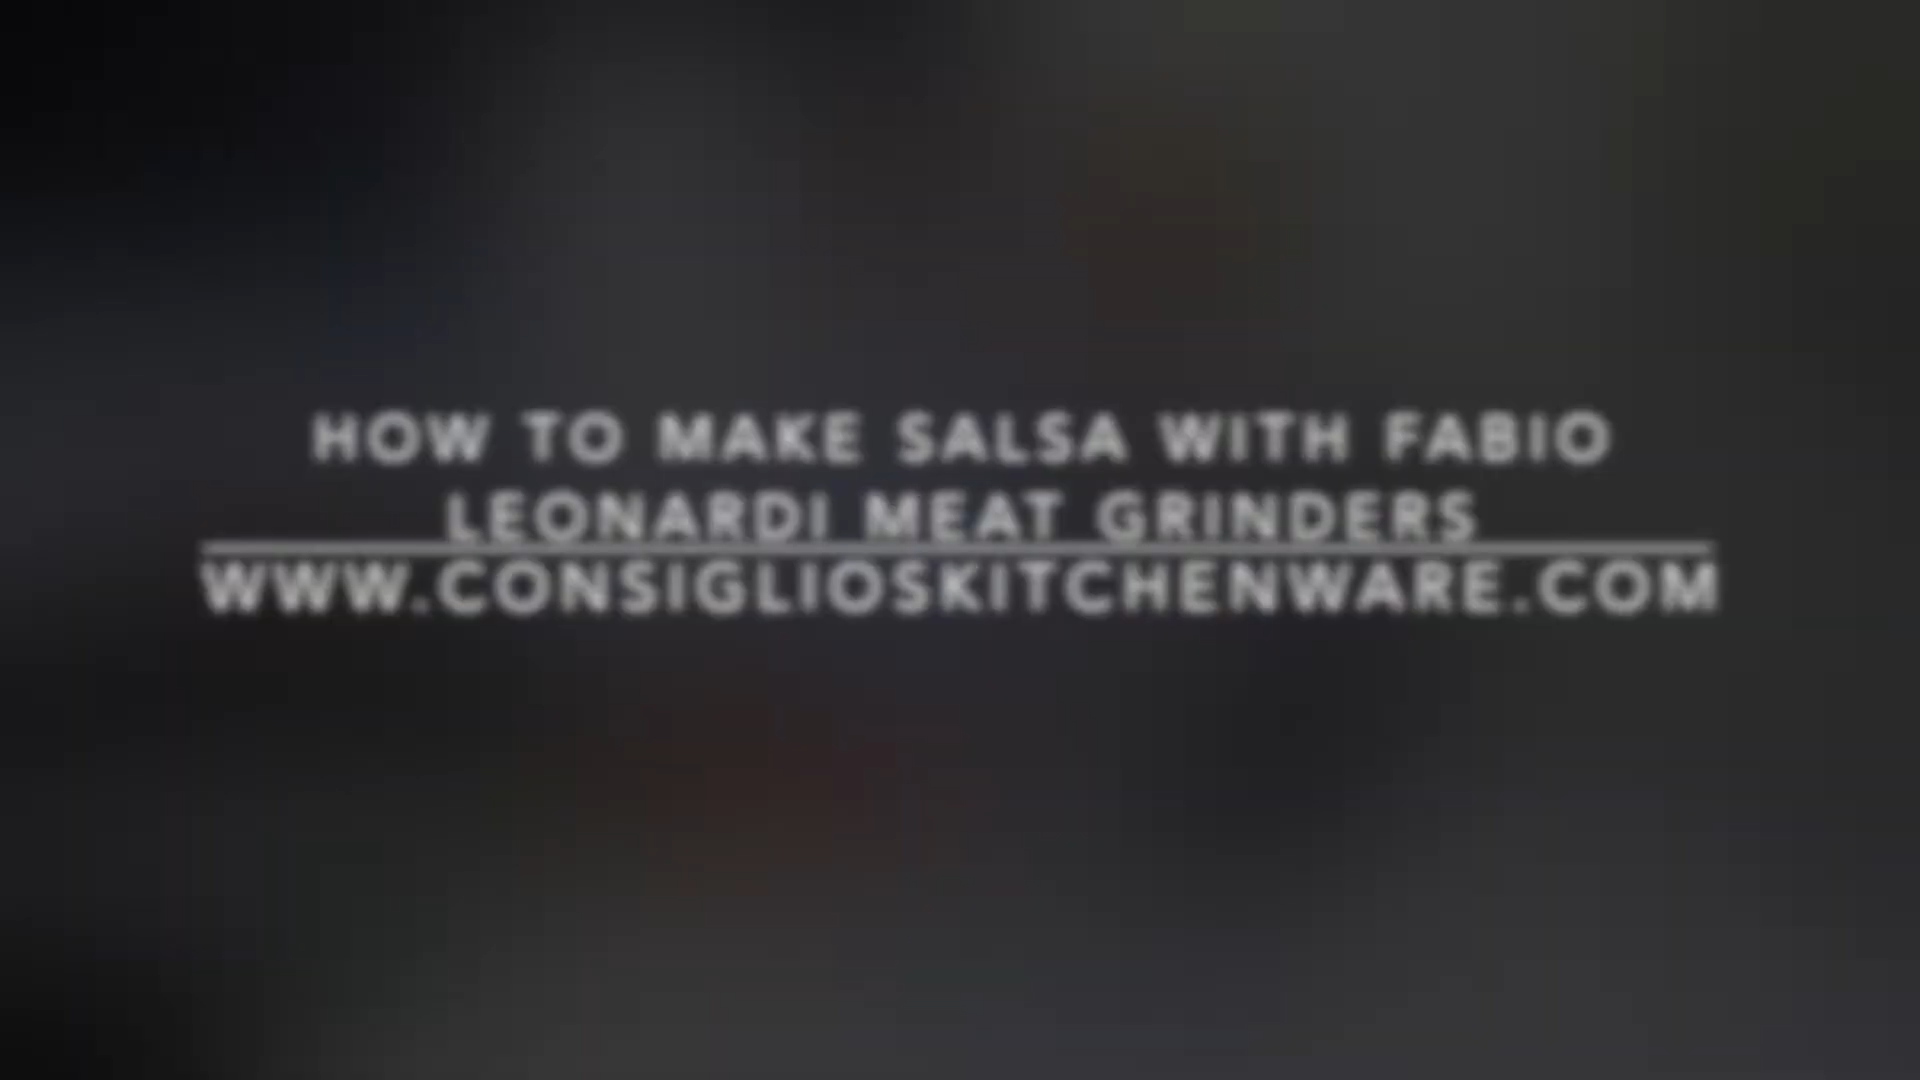 HOW TO MAKE SALSA WITH FABIO
LEONARDI MEAT GRINDERS
WWW.CONSIGLIOSKITCHENWARE.COM